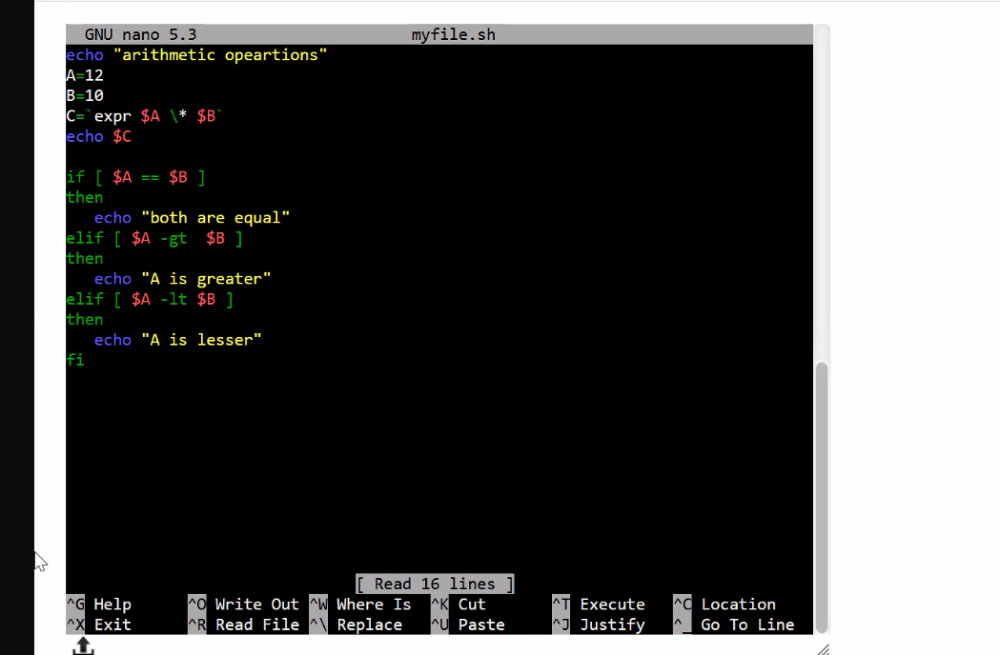 GNU nano 5.3 myfile.sh
echo "arithmetic opeartions"
A=12
B=10
C=`expr $A \* $B`
echo $C
if [ $A == $B ]
then
   echo "both are equal"
elif [ $A -gt  $B ]
then
   echo "A is greater"
elif [ $A -lt $B ]
then
   echo "A is lesser"
fi
[ Read 16 lines ]
^G Help ^O Write Out ^W Where Is ^K Cut ^T Execute ^C Location
^X Exit ^R Read File ^\ Replace ^U Paste ^J Justify ^_ Go To Line